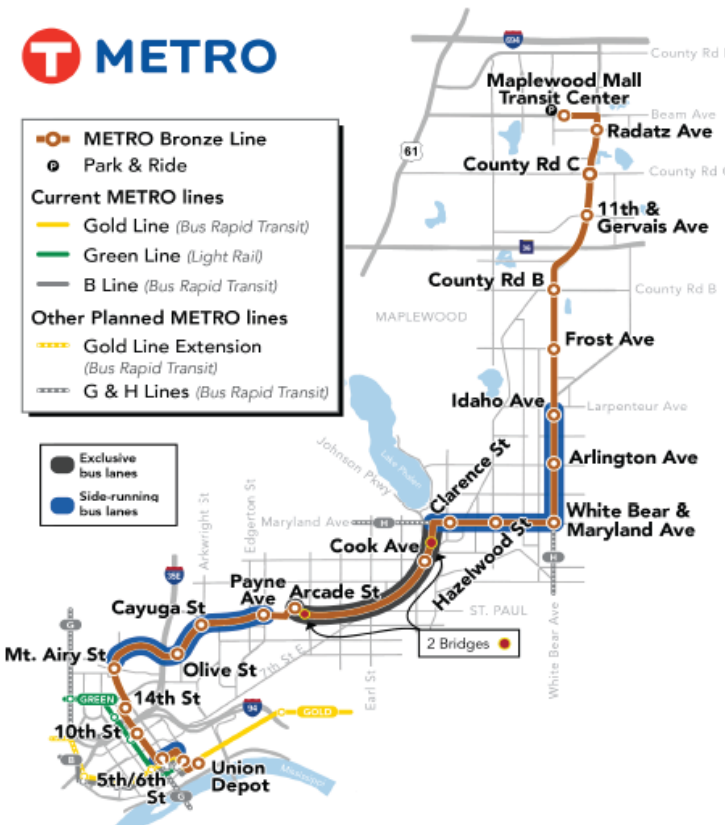 T METRO
METRO Bronze Line
P Park & Ride
Current METRO lines
Gold Line (Bus Rapid Transit)
Green Line (Light Rail)
B Line (Bus Rapid Transit)
Other Planned METRO lines
Gold Line Extension
(Bus Rapid Transit)
G & H Lines (Bus Rapid Transit)
Exclusive
bus lanes
Side-running
bus lanes
694
County Rd
Maplewood Mall
Transit Center
P
Beam Ave
Radatz Ave
61
County Rd C
County Rd
11th &
Gervais Ave
36
County Rd B
County Rd B
MAPLEWOOD
Frost Ave
Idaho Ave
Larpenteur Ave
Lake Phalen
Johnson Pkwy
Clarence St
Arlington Ave
Arkwright St
Edgerton St
Maryland Ave
H
White Bear &
Maryland Ave
Cook Ave
Hazelwood St
H
35E
Payne
Ave
Arcade St
Cayuga St
ST. PAUL
2 Bridges
White Bear Ave
G
Mt. Airy St
Olive St
7th St E
Earl St
GREEN
14th St
94
GOLD
10th St
B
5th/6th
St
Union
Depot
Mississippi
G